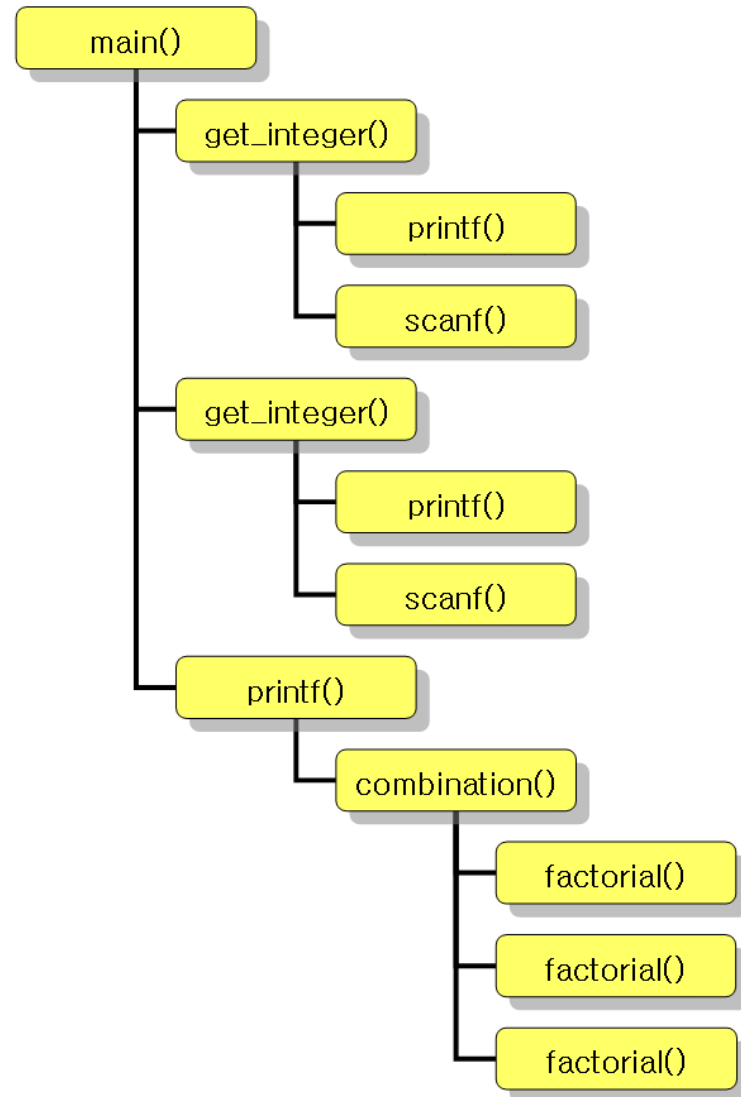 main()
get_integer()
printf()
scanf()
get_integer()
printf()
scanf()
printf()
combination()
factorial()
factorial()
factorial()